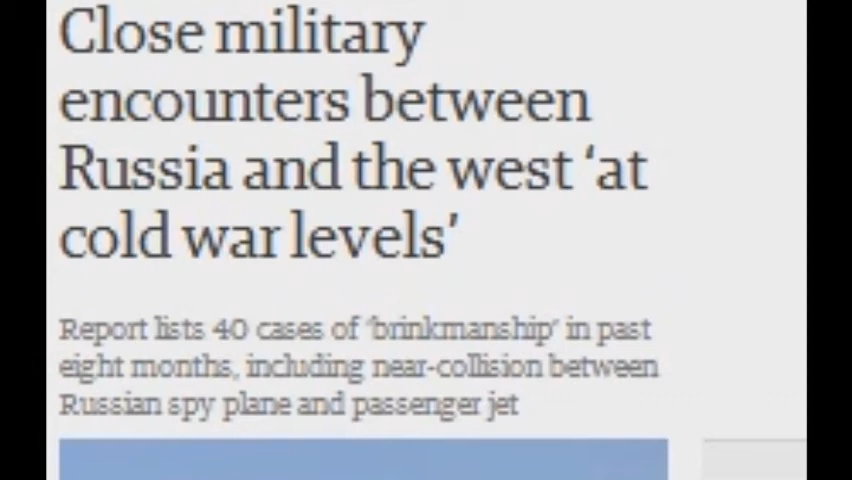 Close military
encounters between
Russia and the west ‘at
cold war levels’
Report lists 40 cases of ‘brinkmanship’ in past
eight months, including near-collision between
Russian spy plane and passenger jet